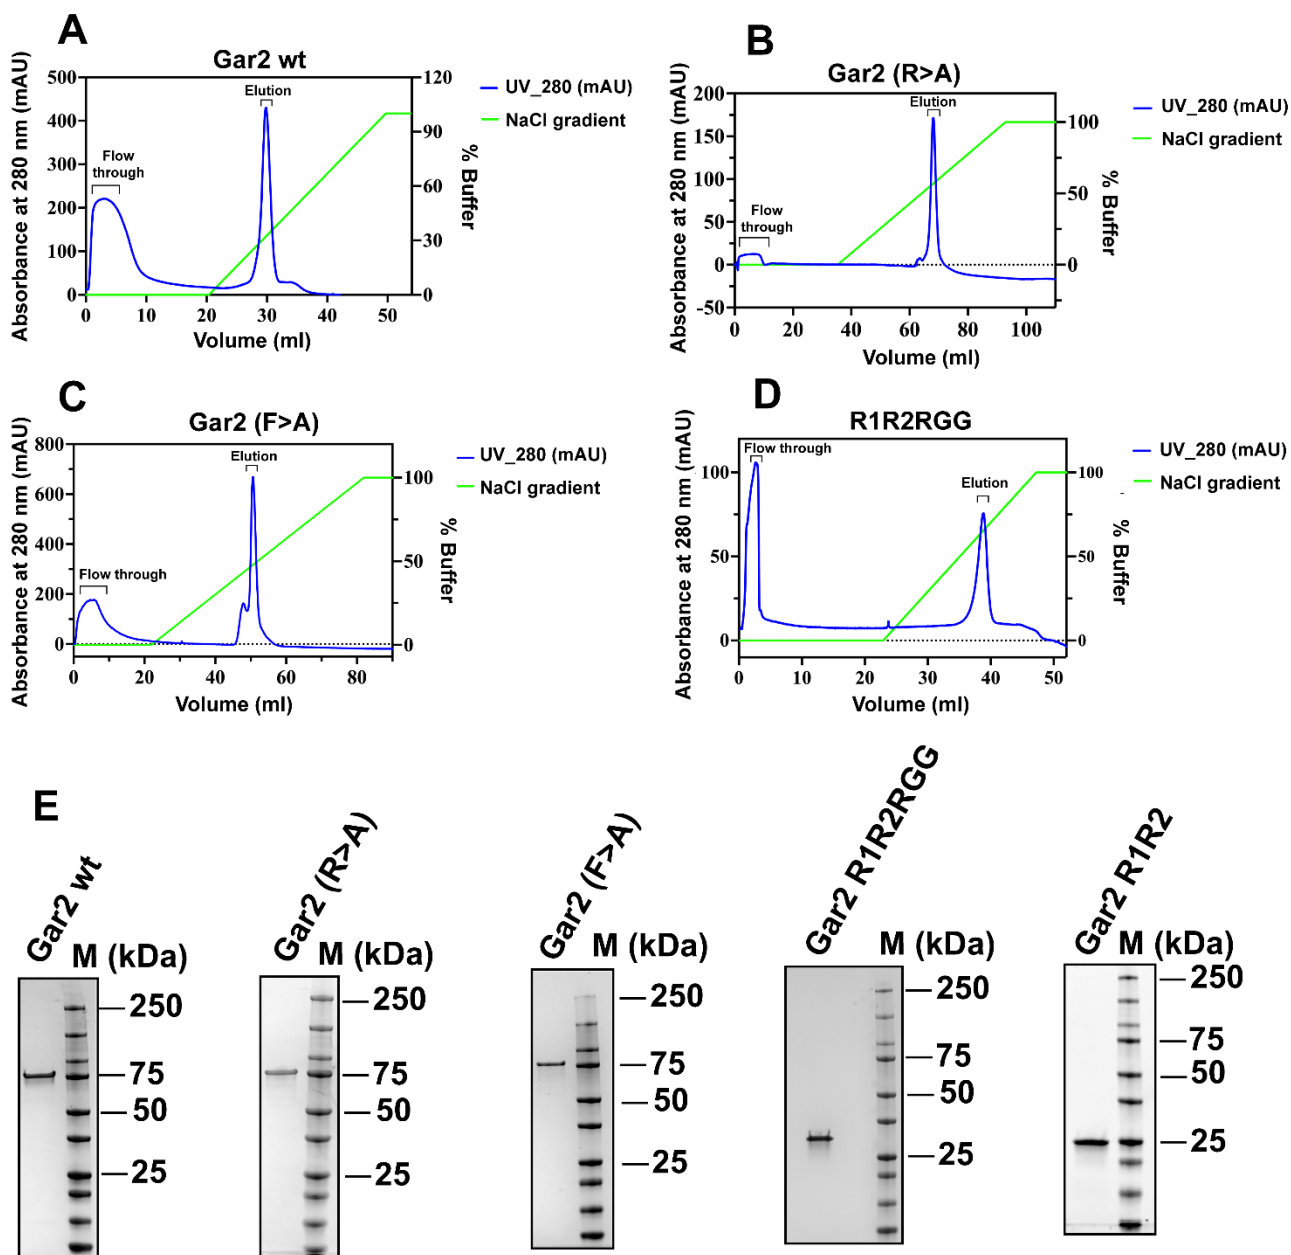 A
Gar2 wt
Absorbance at 280 nm (mAU)
500
400
300
200
100
0
Flow
through
Elution
120
90
60
30
0
% Buffer
0 10 20 30 40 50
Volume (ml)
UV_280 (mAU)
NaCl gradient
B
Gar2 (R>A)
Absorbance at 280 nm (mAU)
200
150
100
50
0
-50
Flow
through
Elution
100
50
0
% Buffer
0 20 40 60 80 100
Volume (ml)
UV_280 (mAU)
NaCl gradient
C
Gar2 (F>A)
Absorbance at 280 nm (mAU)
800
600
400
200
0
Flow through
Elution
100
50
0
% Buffer
0 20 40 60 80
Volume (ml)
UV_280 (mAU)
NaCl gradient
D
R1R2RGG
Absorbance at 280 nm (mAU)
100
50
0
Flow through
Elution
100
50
0
% Buffer
0 10 20 30 40 50
Volume (ml)
UV_280 (mAU)
NaCl gradient
E
Gar2 wt
M (kDa)
250
75
50
25
Gar2 (R>A)
M (kDa)
250
75
50
25
Gar2 (F>A)
M (kDa)
250
75
50
25
Gar2 R1R2RGG
M (kDa)
250
75
50
25
Gar2 R1R2
M (kDa)
250
75
50
25